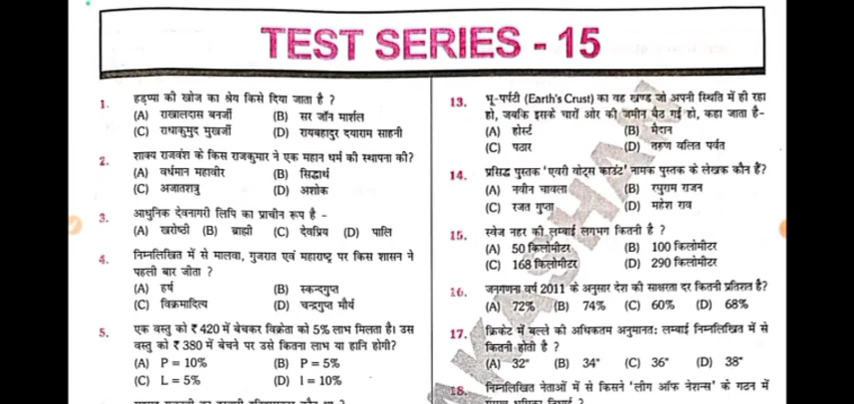 TEST SERIES - 15
1. हड़प्पा की खोज का श्रेय किसे दिया जाता है ?
(A) राखालदास बनर्जी (B) सर जॉन मार्शल
(C) राधाकुमुद मुखर्जी (D) रायबहादुर दयाराम साहनी
2. शाक्य राजवंश के किस राजकुमार ने एक महान धर्म की स्थापना की?
(A) वर्धमान महावीर (B) सिद्धार्थ
(C) अजातशत्रु (D) अशोक
3. आधुनिक देवनागरी लिपि का प्राचीन रूप है -
(A) खरोष्ठी (B) ब्राह्मी (C) देवप्रिय (D) पालि
4. निम्नलिखित में से मालवा, गुजरात एवं महाराष्ट्र पर किस शासन ने
पहली बार जीता ?
(A) हर्ष (B) स्कन्दगुप्त
(C) विक्रमादित्य (D) चन्द्रगुप्त मौर्य
5. एक वस्तु को ₹ 420 में बेचकर विक्रेता को 5% लाभ मिलता है। उस
वस्तु को ₹ 380 में बेचने पर उसे कितना लाभ या हानि होगी?
(A) P = 10% (B) P = 5%
(C) L = 5% (D) l = 10%
13. भू-पर्पटी (Earth's Crust) का वह खण्ड जो अपनी स्थिति में ही रहा
हो, जबकि इसके चारों ओर की जमीन बैठ गई हो, कहा जाता है-
(A) होर्स्ट (B) मैदान
(C) पठार (D) तरुण वलित पर्वत
14. प्रसिद्ध पुस्तक 'एवरी वोट्स काउंट' नामक पुस्तक के लेखक कौन हैं?
(A) नवीन चावला (B) रघुराम राजन
(C) रजत गुप्ता (D) महेश राव
15. स्वेज नहर की लम्बाई लगभग कितनी है ?
(A) 50 किलोमीटर (B) 100 किलोमीटर
(C) 168 किलोमीटर (D) 290 किलोमीटर
16. जनगणना वर्ष 2011 के अनुसार देश की साक्षरता दर कितनी प्रतिशत है?
(A) 72% (B) 74% (C) 60% (D) 68%
17. क्रिकेट में बल्ले की अधिकतम अनुमानतः लम्बाई निम्नलिखित में से
कितनी होती है ?
(A) 32" (B) 34" (C) 36" (D) 38"
18. निम्नलिखित नेताओं में से किसने 'लीग ऑफ नेशन्स' के गठन में